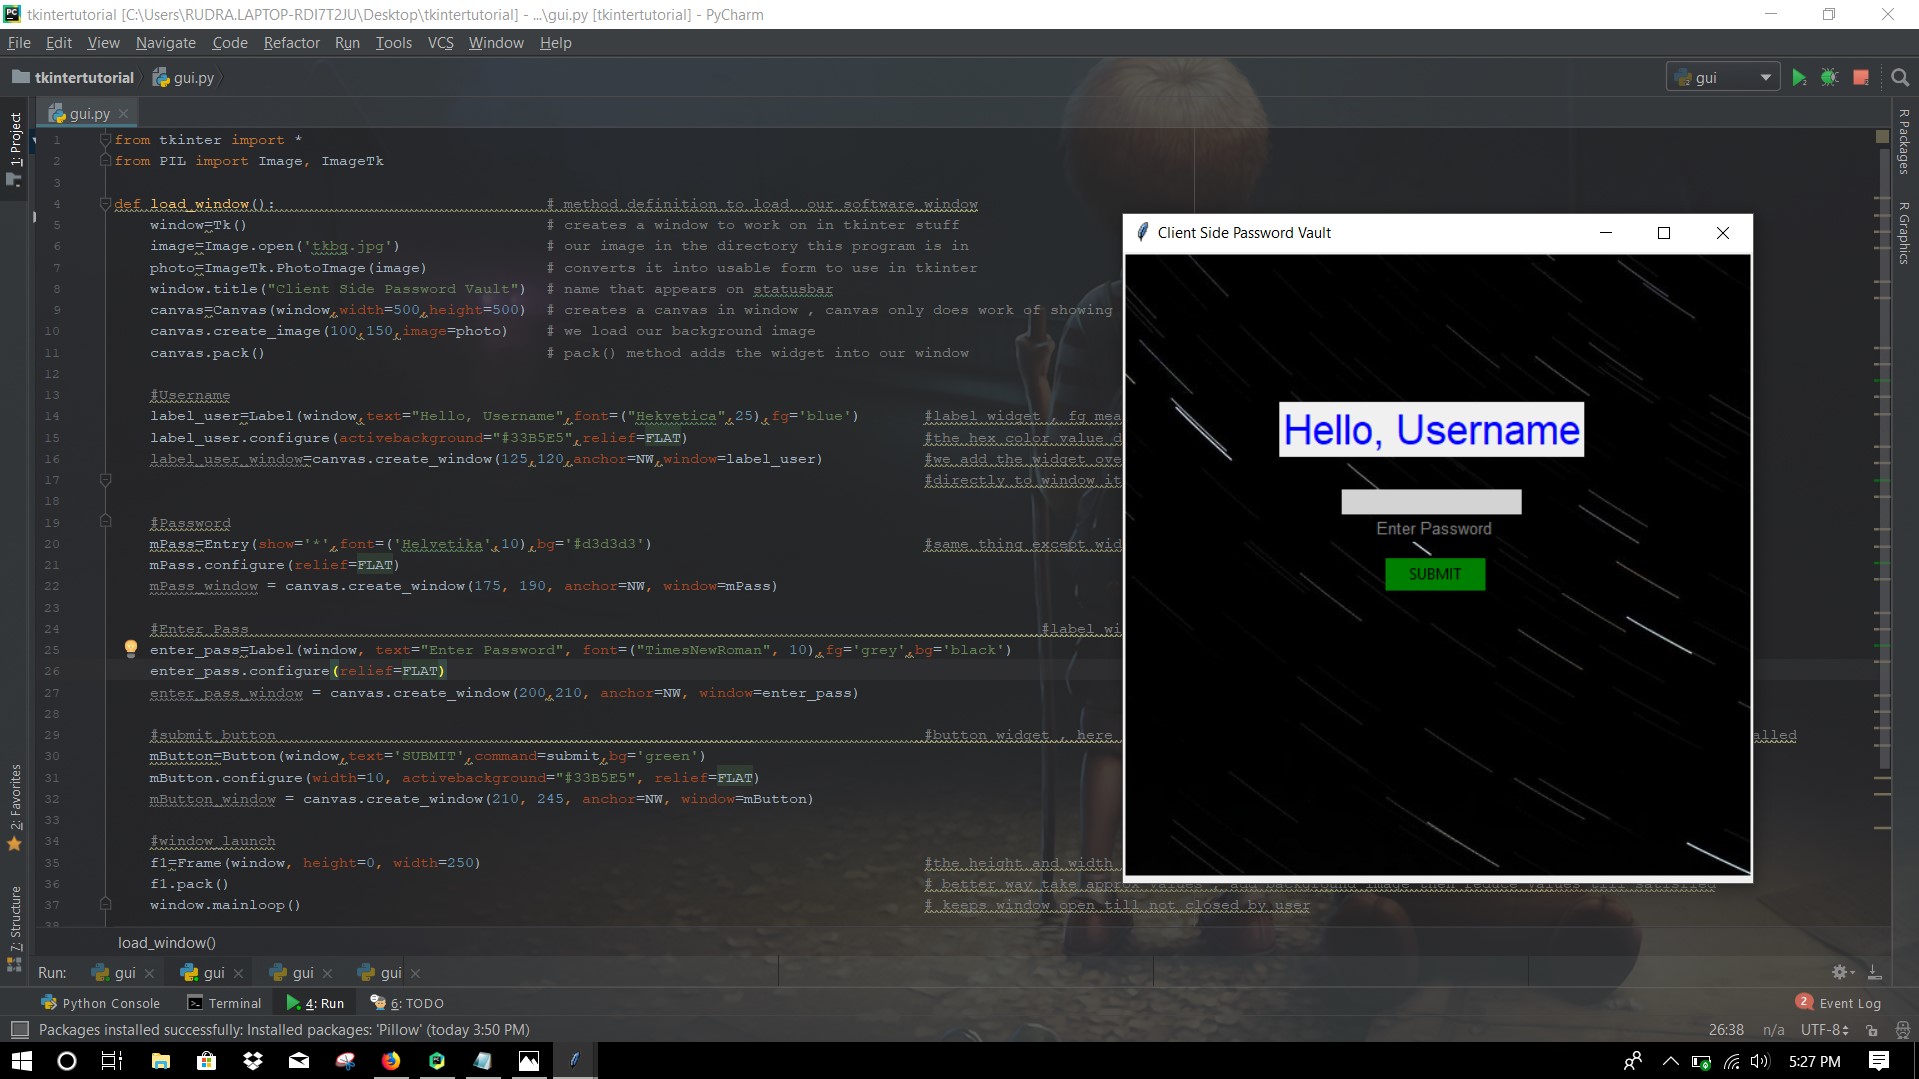 tkintertutorial [C:\Users\RUDRA.LAPTOP-RDI7T2JU\Desktop\tkintertutorial] - ...\gui.py [tkintertutorial] - PyCharm
File Edit View Navigate Code Refactor Run Tools VCS Window Help
tkintertutorial gui.py
gui
gui.py
1: Project
R Packages
R Graphics
1 from tkinter import *
2 from PIL import Image, ImageTk
3
4 def load_window(): # method definition to load our software window
5 window=Tk() # creates a window to work on in tkinter stuff
6 image=Image.open('tkbg.jpg') # our image in the directory this program is in
7 photo=ImageTk.PhotoImage(image) # converts it into usable form to use in tkinter
8 window.title("Client Side Password Vault") # name that appears on statusbar
9 canvas=Canvas(window,width=500,height=500) # creates a canvas in window , canvas only does work of showing
10 canvas.create_image(100,150,image=photo) # we load our background image
11 canvas.pack() # pack() method adds the widget into our window
12
13 #Username
14 label_user=Label(window,text="Hello, Username",font=("Hekvetica",25),fg='blue') #label widget , fg mea
15 label_user.configure(activebackground="#33B5E5",relief=FLAT) #the hex color value d
16 label_user_window=canvas.create_window(125,120,anchor=NW,window=label_user) #we add the widget ove
17 #directly to window it
18
19 #Password
20 mPass=Entry(show='*',font=('Helvetika',10),bg='#d3d3d3') #same thing except wid
21 mPass.configure(relief=FLAT)
22 mPass_window = canvas.create_window(175, 190, anchor=NW, window=mPass)
23
24 #Enter Pass #label wi
25 enter_pass=Label(window, text="Enter Password", font=("TimesNewRoman", 10),fg='grey',bg='black')
26 enter_pass.configure(relief=FLAT)
27 enter_pass_window = canvas.create_window(200,210, anchor=NW, window=enter_pass)
28
29 #submit button #button widget , here alled
30 mButton=Button(window,text='SUBMIT',command=submit,bg='green')
31 mButton.configure(width=10, activebackground="#33B5E5", relief=FLAT)
32 mButton_window = canvas.create_window(210, 245, anchor=NW, window=mButton)
33
34 #window launch
35 f1=Frame(window, height=0, width=250) #the height and width
36 f1.pack() # better way take approx values , add background image then reduce values till satisfied
37 window.mainloop() # keeps window open till not closed by user
38
Client Side Password Vault
Hello, Username
Enter Password
SUBMIT
2: Favorites
7: Structure
load_window()
Run: gui gui gui gui
Python Console Terminal 4: Run 6: TODO
2 Event Log
Packages installed successfully: Installed packages: 'Pillow' (today 3:50 PM)
26:38 n/a UTF-8
5:27 PM